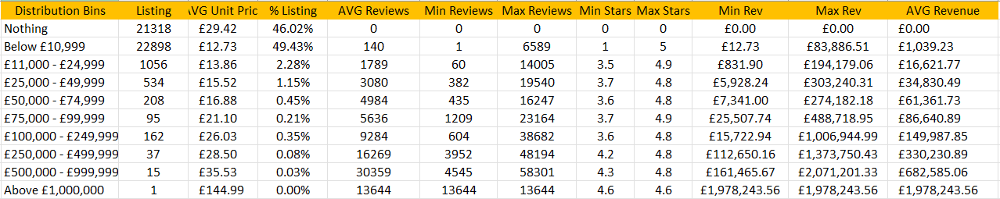 Distribution Bins Listing AVG Unit Pric % Listing AVG Reviews Min Reviews Max Reviews Min Stars Max Stars Min Rev Max Rev AVG Revenue
Nothing 21318 £29.42 46.02% 0 0 0 0 0 £0.00 £0.00 £0.00
Below £10,999 22898 £12.73 49.43% 140 1 6589 1 5 £12.73 £83,886.51 £1,039.23
£11,000 - £24,999 1056 £13.86 2.28% 1789 60 14005 3.5 4.9 £831.90 £194,179.06 £16,621.77
£25,000 - £49,999 534 £15.52 1.15% 3080 382 19540 3.7 4.8 £5,928.24 £303,240.31 £34,830.49
£50,000 - £74,999 208 £16.88 0.45% 4984 435 16247 3.6 4.8 £7,341.00 £274,182.18 £61,361.73
£75,000 - £99,999 95 £21.10 0.21% 5636 1209 23164 3.7 4.9 £25,507.74 £488,718.95 £86,640.89
£100,000 - £249,999 162 £26.03 0.35% 9284 604 38682 3.6 4.8 £15,722.94 £1,006,944.99 £149,987.85
£250,000 - £499,999 37 £28.50 0.08% 16269 3952 48194 4.2 4.8 £112,650.16 £1,373,750.43 £330,230.89
£500,000 - £999,999 15 £35.53 0.03% 30359 4545 58301 4.3 4.8 £161,465.67 £2,071,201.33 £682,585.06
Above £1,000,000 1 £144.99 0.00% 13644 13644 13644 4.6 4.6 £1,978,243.56 £1,978,243.56 £1,978,243.56